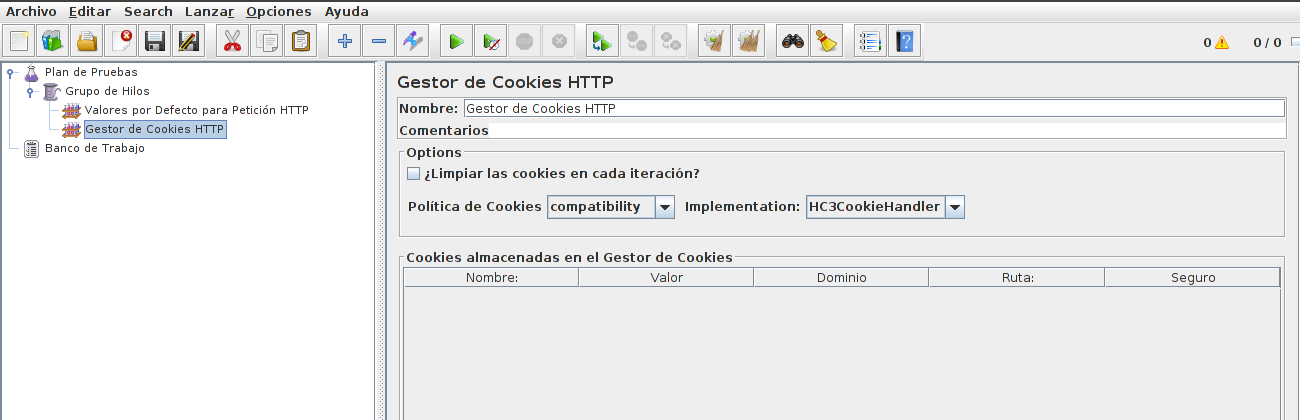 Archivo Editar Search Lanzar Opciones Ayuda
0 0 / 0
Plan de Pruebas
Grupo de Hilos
Valores por Defecto para Petición HTTP
Gestor de Cookies HTTP
Banco de Trabajo
Gestor de Cookies HTTP
Nombre: Gestor de Cookies HTTP
Comentarios
Options
¿Limpiar las cookies en cada iteración?
Política de Cookies compatibility Implementation: HC3CookieHandler
Cookies almacenadas en el Gestor de Cookies
Nombre: Valor Dominio Ruta: Seguro